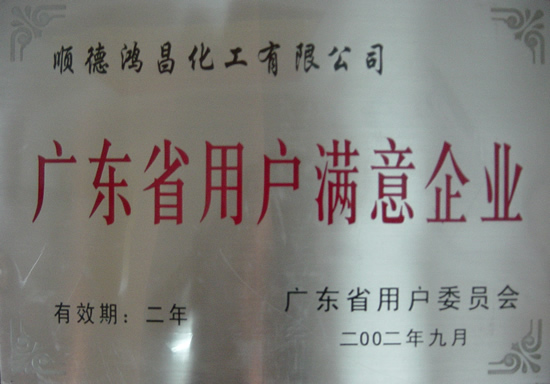 顺德鸿昌化工有限公司
广东省用户满意企业
有效期：二年
广东省用户委员会
二00二年九月